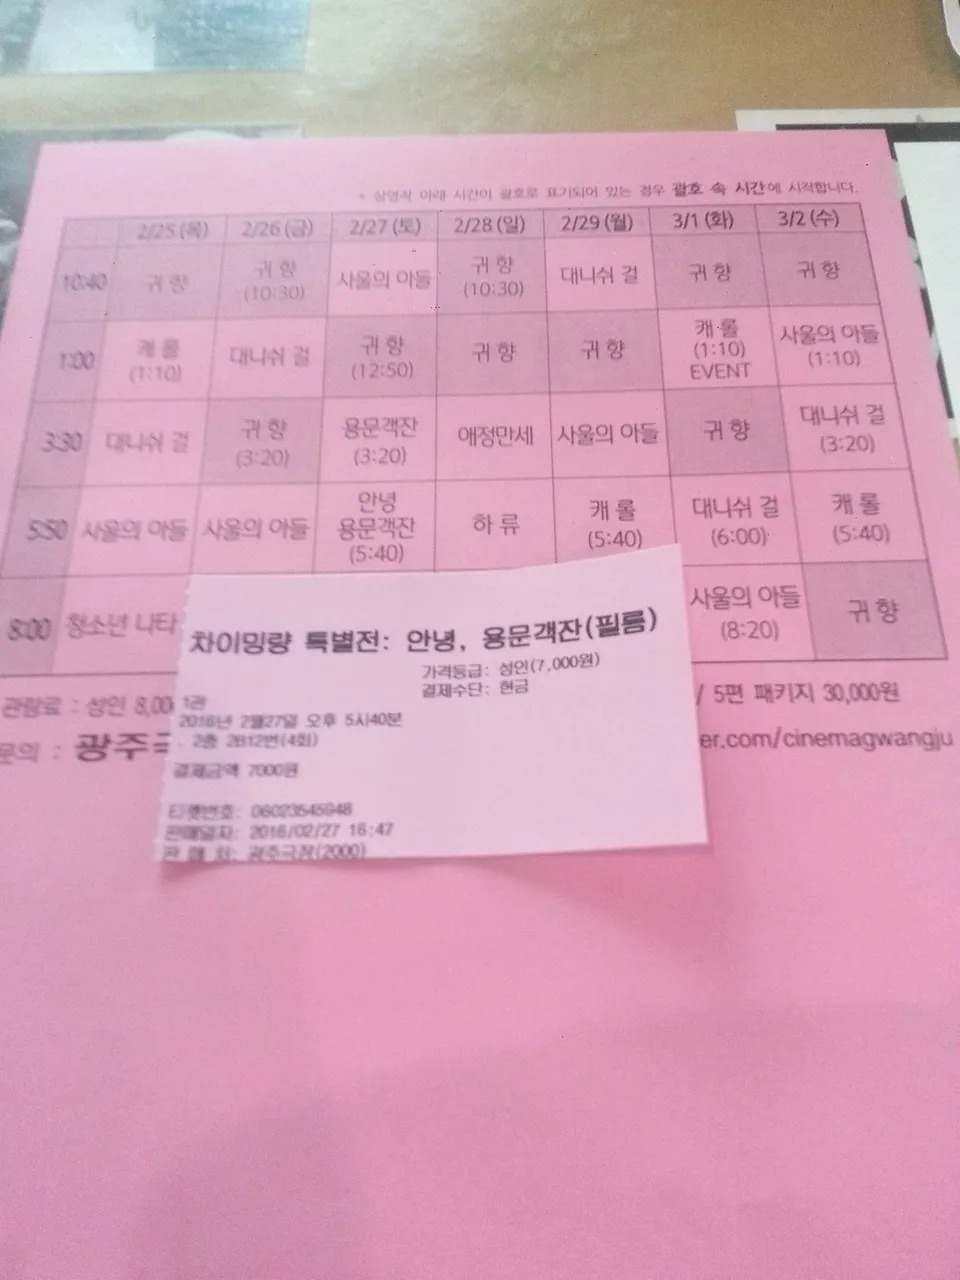 * 상영작 아래 시간이 괄호로 표기되어 있는 경우 괄호 속 시간에 시작합니다.
2/25 (목) 2/26 (금) 2/27 (토) 2/28 (일) 2/29 (월) 3/1 (화) 3/2 (수)
10:40 귀 향 귀 향 (10:30) 사울의 아들 귀 향 (10:30) 대니쉬 걸 귀 향 귀 향
1:00 캐 롤 (1:10) 대니쉬 걸 귀 향 (12:50) 귀 향 귀 향 캐 롤 (1:10) EVENT 사울의 아들 (1:10)
3:30 대니쉬 걸 귀 향 (3:20) 용문객잔 (3:20) 애정만세 사울의 아들 귀 향 대니쉬 걸 (3:20)
5:50 사울의 아들 사울의 아들 안녕 용문객잔 (5:40) 하 류 캐 롤 (5:40) 대니쉬 걸 (6:00) 캐 롤 (5:40)
8:00 청소년 나타 사울의 아들 (8:20) 귀 향
관람료 : 성인 8,00 / 5편 패키지 30,000원
문의 : 광주극 er.com/cinemagwangju
차이밍량 특별전: 안녕, 용문객잔(필름)
가격등급: 성인(7,000원)
결제수단: 현금
1관
2016년 2월27일 오후 5시40분
2층 2B12번(4회)
결제금액 7000원
티켓번호: 06023545948
판매일자: 2016/02/27 16:47
판 매 처: 광주극장(2000)